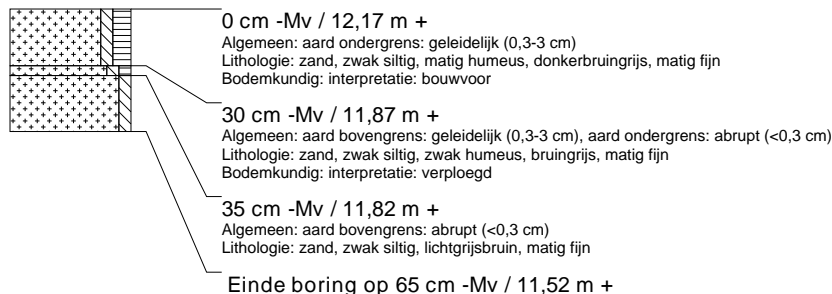 0 cm -Mv / 12,17 m +
Algemeen: aard ondergrens: geleidelijk (0,3-3 cm)
Lithologie: zand, zwak siltig, matig humeus, donkerbruingrijs, matig fijn
Bodemkundig: interpretatie: bouwvoor
30 cm -Mv / 11,87 m +
Algemeen: aard bovengrens: geleidelijk (0,3-3 cm), aard ondergrens: abrupt (<0,3 cm)
Lithologie: zand, zwak siltig, zwak humeus, bruingrijs, matig fijn
Bodemkundig: interpretatie: verploegd
35 cm -Mv / 11,82 m +
Algemeen: aard bovengrens: abrupt (<0,3 cm)
Lithologie: zand, zwak siltig, lichtgrijsbruin, matig fijn
Einde boring op 65 cm -Mv / 11,52 m +